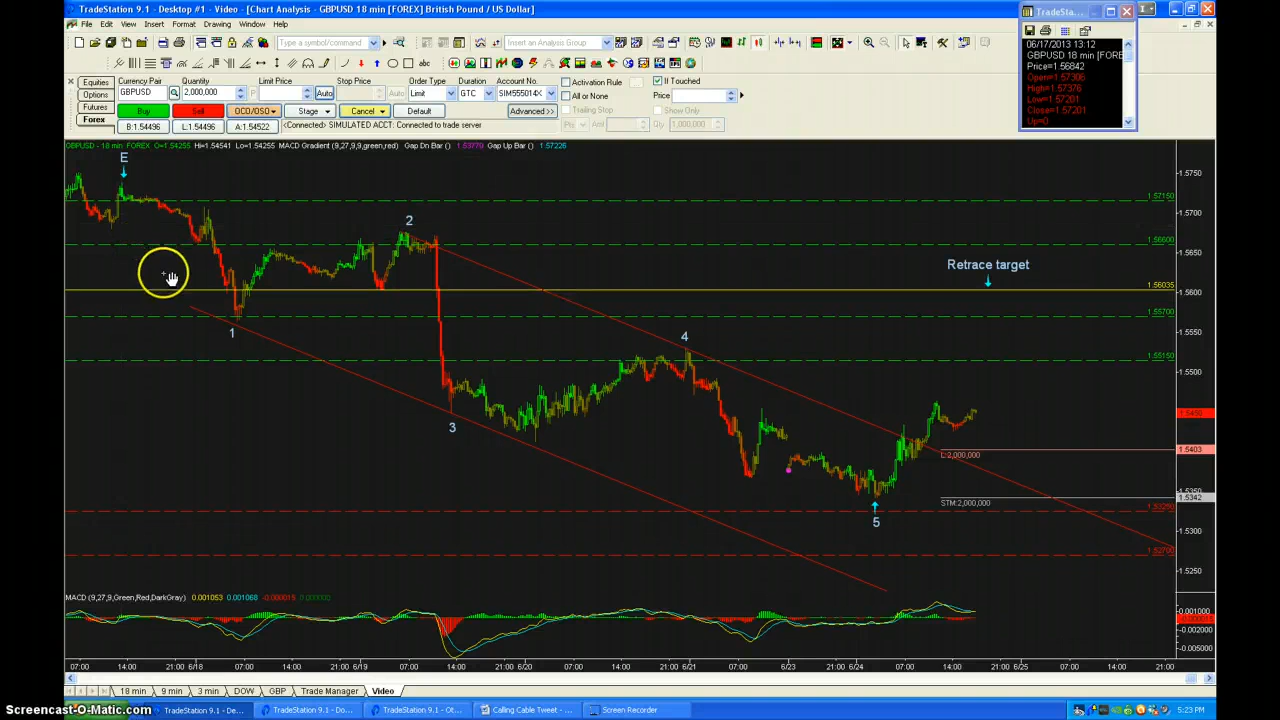 TradeStation 9.1 - Desktop #1 - Video - [Chart Analysis - GBPUSD 18 min [FOREX] British Pound / US Dollar]
File Edit View Insert Format Drawing Window Help
Type a symbol/command
Insert an Analysis Group
TradeSta...
06/17/2013 13:12
GBPUSD 18 min [FORE
Price=1.56842
Open=1.57306
High=1.57376
Low=1.57201
Close=1.57201
Up=0
Equities
Options
Futures
Forex
Currency Pair Quantity Limit Price Stop Price Order Type Duration Account No.
GBPUSD 2,000,000 Auto Auto Limit GTC SIM555014X
Activation Rule
All or None
Trailing Stop
If Touched
Price
Show Only
Qty 1,000,000
Buy Sell OCO/OSO Stage Cancel Default Advanced >>
B:1.54496 L:1.54496 A:1.54522 <Connected> SIMULATED ACCT: Connected to trade server
GBPUSD - 18 min FOREX O=1.54255 Hi=1.54541 Lo=1.54255 MACD Gradient (9,27,9,9,green,red) Gap Dn Bar () 1.53779 Gap Up Bar () 1.57226
E
1.5750
1.57150
1.5700
2
1.56600
1.5650
Retrace target
1.56035
1.5600
1.55700
1
1.5550
4
1.55150
1.5500
3
1.5403
L:2,000,000
1.5342
STM:2,000,000
5
1.5300
1.52700
1.5250
MACD (9,27,9,Green,Red,DarkGray) 0.001053 0.001068 -0.000015 0.000000
0.001000
-0.002000
-0.005000
07:00 14:00 21:00 6/18 07:00 14:00 21:00 6/19 07:00 14:00 21:00 6/20 07:00 14:00 21:00 6/21 07:00 14:00 6/23 21:00 6/24 07:00 14:00 21:00 6/25 07:00 14:00 21:00
18 min 9 min 3 min DOW GBP Trade Manager Video
Screencast-O-Matic.com
TradeStation 9.1 - De... TradeStation 9.1 - Do... TradeStation 9.1 - Ot... Calling Cable Tweet - ... Screen Recorder 5:23 PM